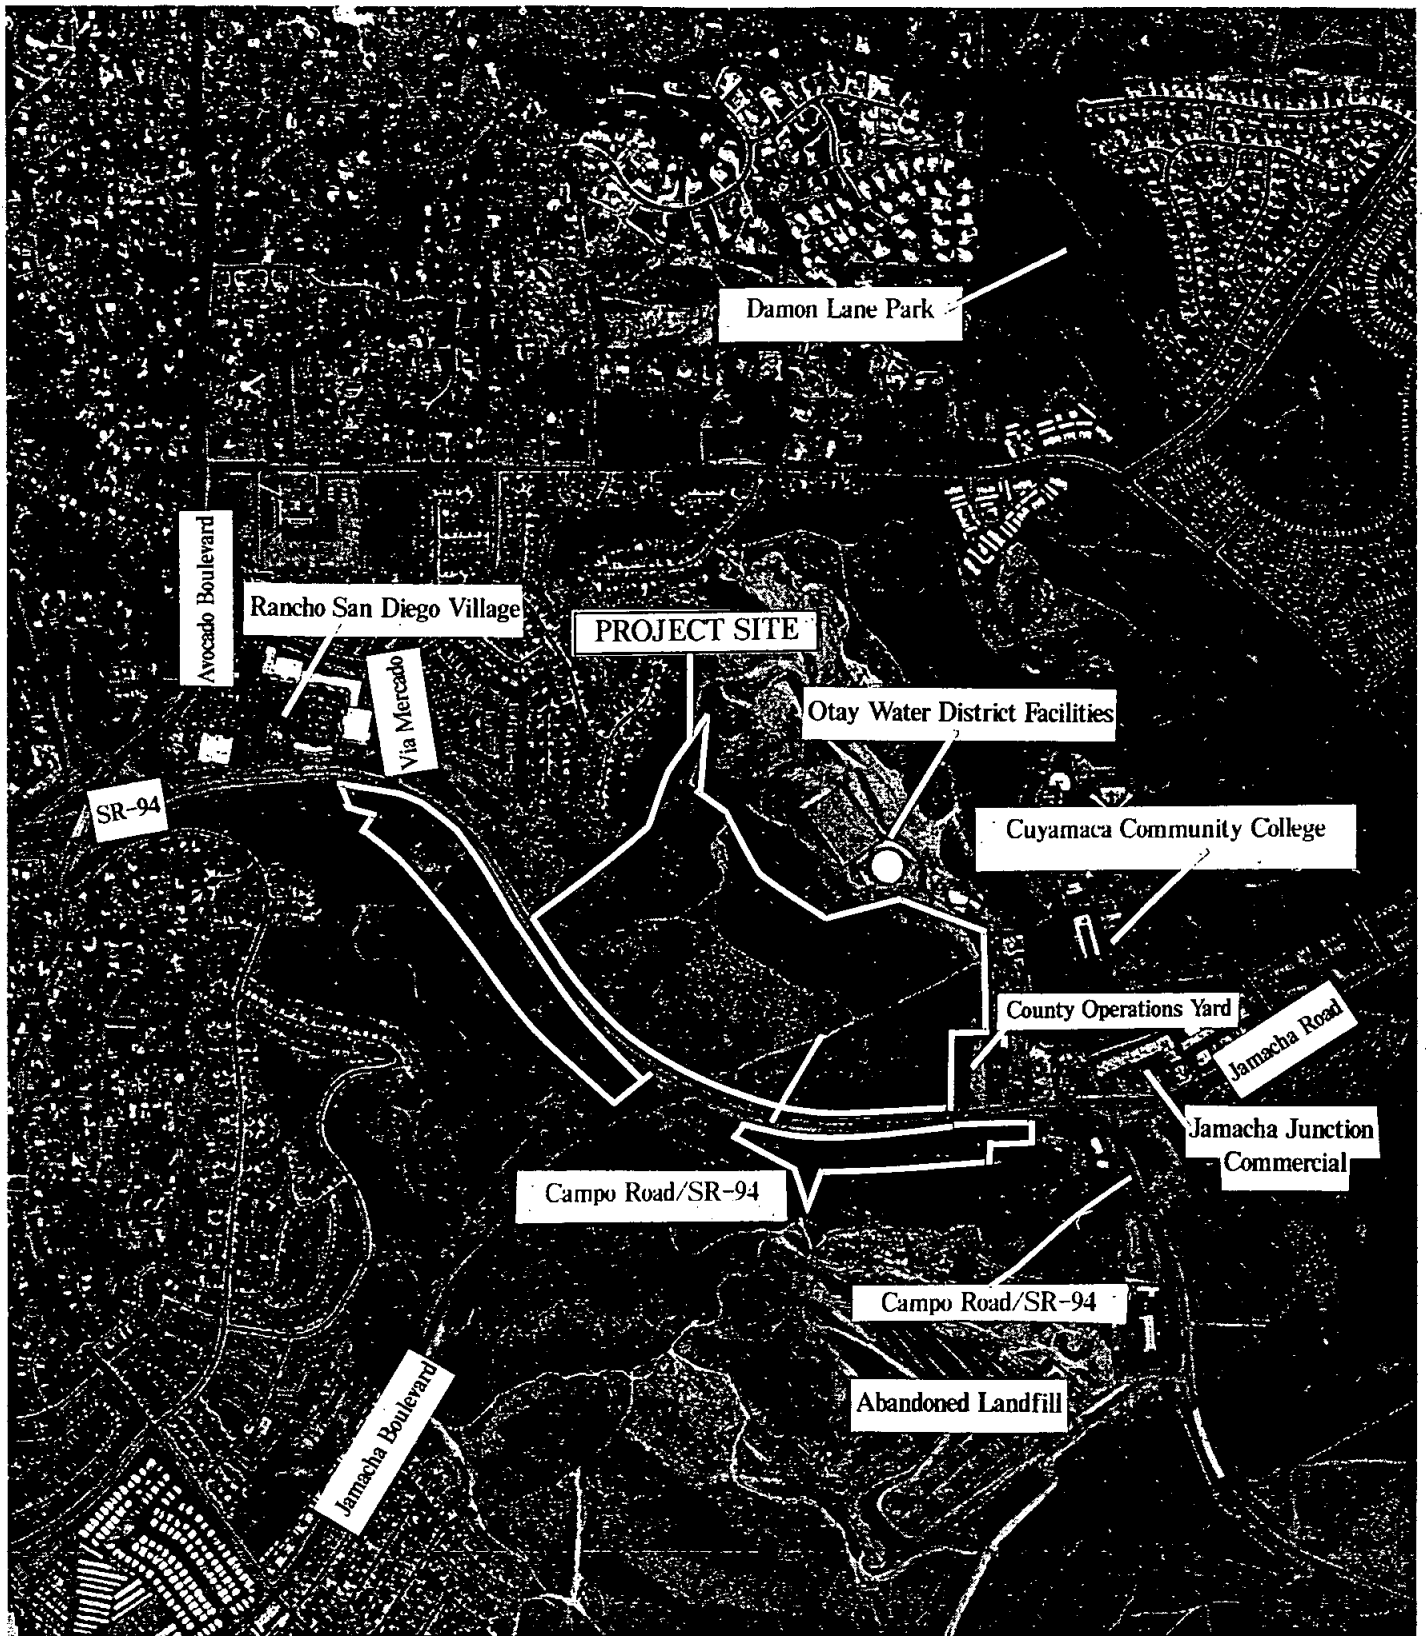 Damon Lane Park
Avocado Boulevard
Rancho San Diego Village
PROJECT SITE
Via Mercado
Otay Water District Facilities
SR-94
Cuyamaca Community College
County Operations Yard
Jamacha Road
Jamacha Junction
Commercial
Campo Road/SR-94
Campo Road/SR-94
Abandoned Landfill
Jamacha Boulevard